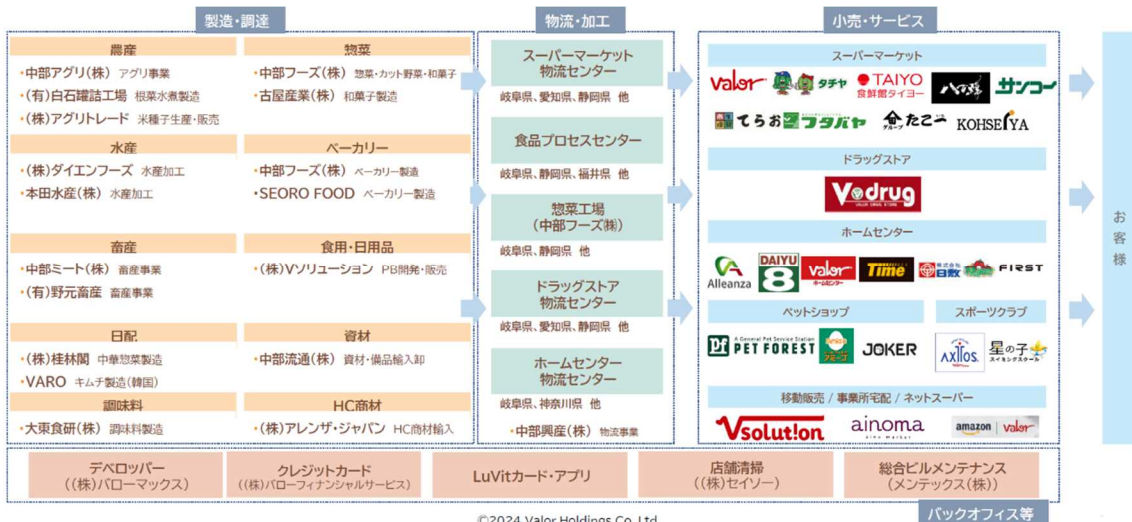 製造・調達
農産
・中部アグリ(株) アグリ事業
・(有)白石罐詰工場 根菜水煮製造
・(株)アグリトレード 米種子生産・販売
惣菜
・中部フーズ(株) 惣菜・カット野菜・和菓子
・古屋産業(株) 和菓子製造
水産
・(株)ダイエンフーズ 水産加工
・本田水産(株) 水産加工
ベーカリー
・中部フーズ(株) ベーカリー製造
・SEORO FOOD ベーカリー製造
畜産
・中部ミート(株) 畜産事業
・(有)野元畜産 畜産事業
食用・日用品
・(株)Vソリューション PB開発・販売
日配
・(株)桂林閣 中華惣菜製造
・VARO キムチ製造(韓国)
資材
・中部流通(株) 資材・備品輸入卸
調味料
・大東食研(株) 調味料製造
HC商材
・(株)アレンザ・ジャパン HC商材輸入
物流・加工
スーパーマーケット
物流センター
岐阜県、愛知県、静岡県 他
食品プロセスセンター
岐阜県、静岡県、福井県 他
惣菜工場
(中部フーズ㈱)
岐阜県、静岡県 他
ドラッグストア
物流センター
岐阜県、愛知県、静岡県 他
ホームセンター
物流センター
岐阜県、神奈川県 他
・中部興産(株) 物流事業
小売・サービス
スーパーマーケット
valor タチヤ TAIYO 食鮮館タイヨー 八百鮮 サンコー
てらお フタバヤ グループ たこ一 KOHSEIYA
ドラッグストア
V・drug
VALOR DRUG STORE
ホームセンター
Alleanza DAIYU 8 valor ホームセンター Time 株式会社日敷 FIRST
ペットショップ
A General Pet Service Station
Pf PET FOREST アミーゴ JOKER
スポーツクラブ
AXTOS 星の子 スイミングスクール
移動販売 / 事業所宅配 / ネットスーパー
Vsolut!on ainoma amazon valor
お客様
デベロッパー
((株)バローマックス)
クレジットカード
((株)バローフィナンシャルサービス)
LuVitカード・アプリ
店舗清掃
((株)セイソー)
総合ビルメンテナンス
(メンテックス(株))
バックオフィス等
©2024 Valor Holdings Co.,Ltd.